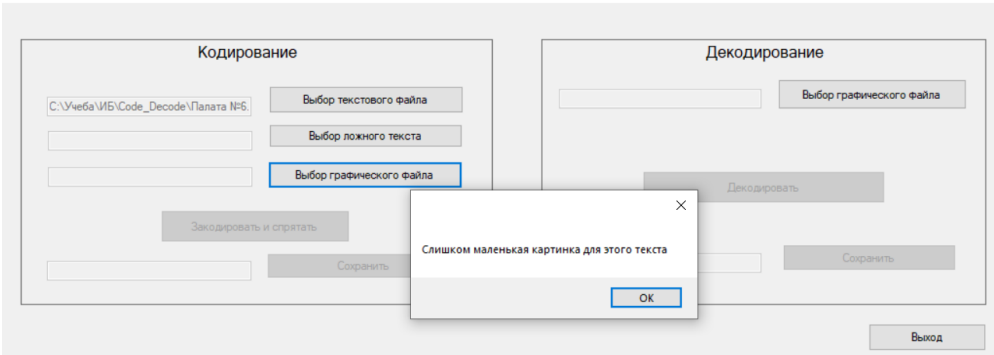 Кодирование
C:\Учеба\ИБ\Code_Decode\Палата №6.
Выбор текстового файла
Выбор ложного текста
Выбор графического файла
Закодировать и спрятать
Сохранить
Декодирование
Выбор графического файла
Декодировать
Сохранить
Слишком маленькая картинка для этого текста
OK
Выход